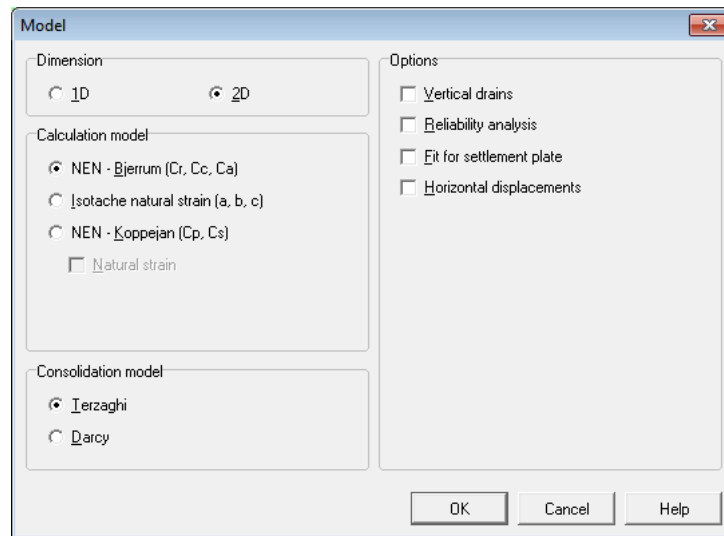 Model
Dimension
1D
2D
Calculation model
NEN - Bjerrum (Cr, Cc, Ca)
Isotache natural strain (a, b, c)
NEN - Koppejan (Cp, Cs)
Natural strain
Consolidation model
Terzaghi
Darcy
Options
Vertical drains
Reliability analysis
Fit for settlement plate
Horizontal displacements
OK
Cancel
Help